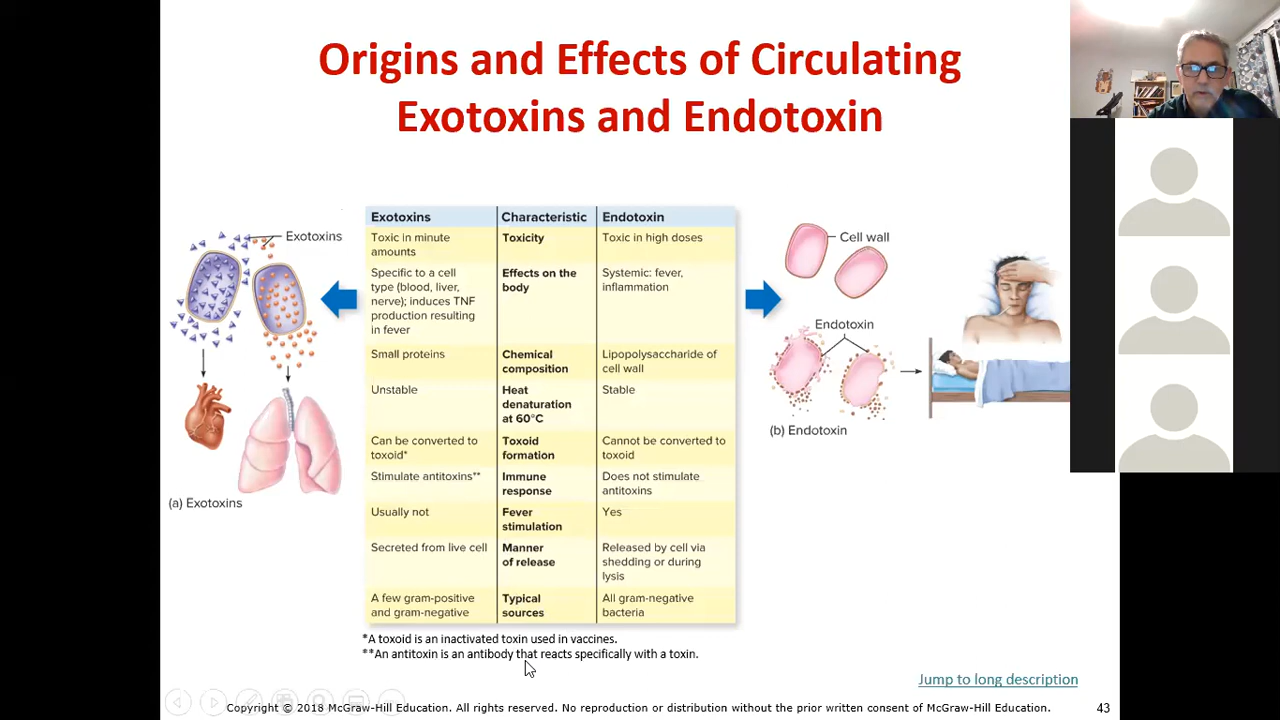 Origins and Effects of Circulating
Exotoxins and Endotoxin
Exotoxins
(a) Exotoxins
Exotoxins Characteristic Endotoxin
Toxic in minute
amounts
Toxicity
Toxic in high doses
Specific to a cell
type (blood, liver,
nerve); induces TNF
production resulting
in fever
Effects on the
body
Systemic: fever,
inflammation
Small proteins
Chemical
composition
Lipopolysaccharide of
cell wall
Unstable
Heat
denaturation
at 60°C
Stable
Can be converted to
toxoid*
Toxoid
formation
Cannot be converted to
toxoid
Stimulate antitoxins**
Immune
response
Does not stimulate
antitoxins
Usually not
Fever
stimulation
Yes
Secreted from live cell
Manner
of release
Released by cell via
shedding or during
lysis
A few gram-positive
and gram-negative
Typical
sources
All gram-negative
bacteria
*A toxoid is an inactivated toxin used in vaccines.
**An antitoxin is an antibody that reacts specifically with a toxin.
Cell wall
Endotoxin
(b) Endotoxin
Jump to long description
Copyright © 2018 McGraw-Hill Education. All rights reserved. No reproduction or distribution without the prior written consent of McGraw-Hill Education.
43